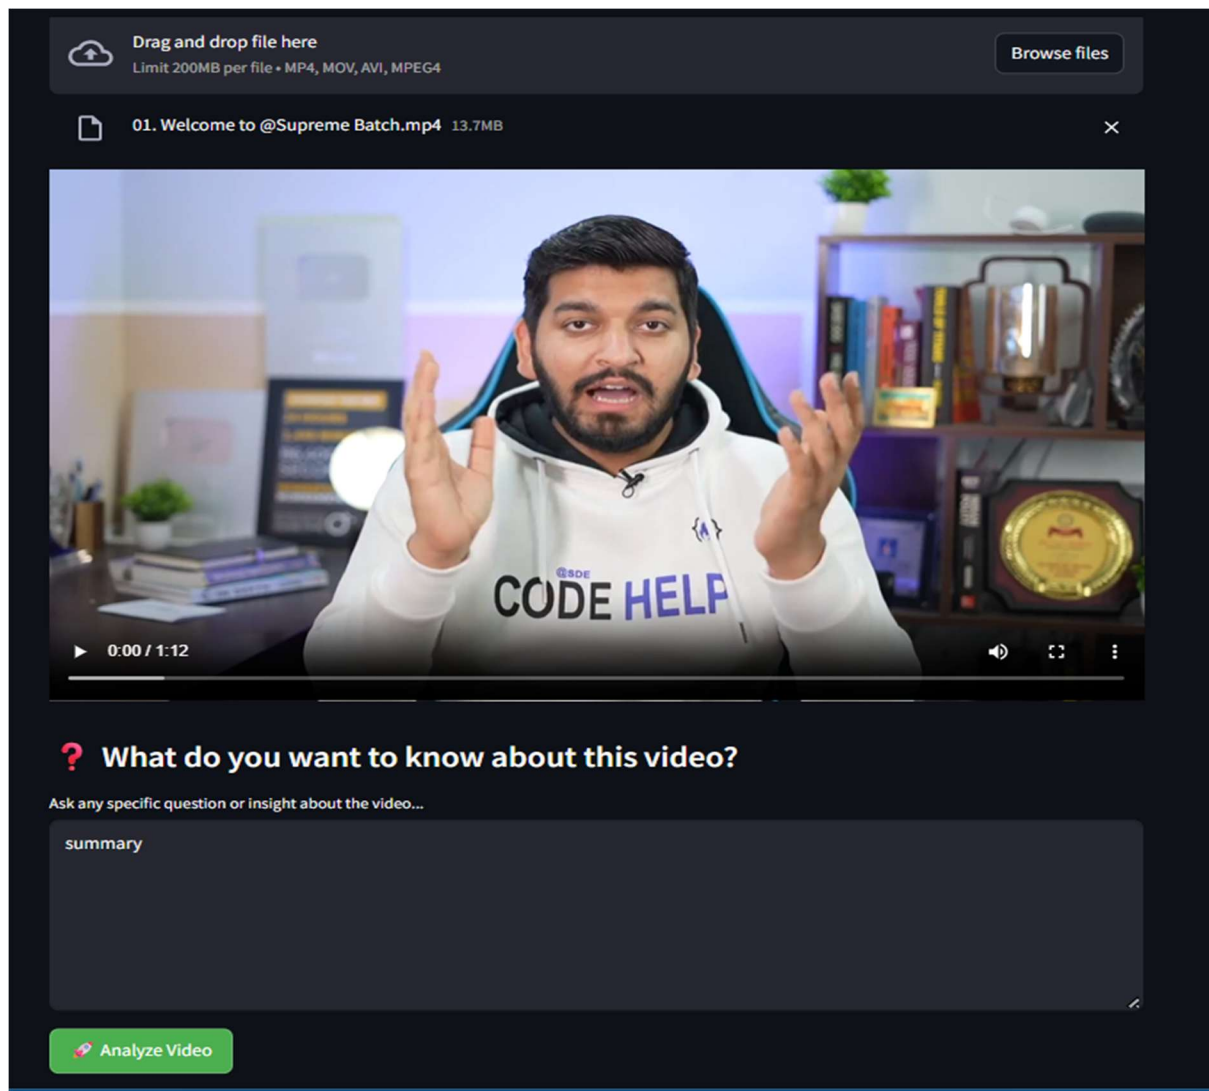 Drag and drop file here
Limit 200MB per file • MP4, MOV, AVI, MPEG4
Browse files
01. Welcome to @Supreme Batch.mp4 13.7MB
@SDE
CODE HELP
0:00 / 1:12
❓ What do you want to know about this video?
Ask any specific question or insight about the video...
summary
🚀 Analyze Video